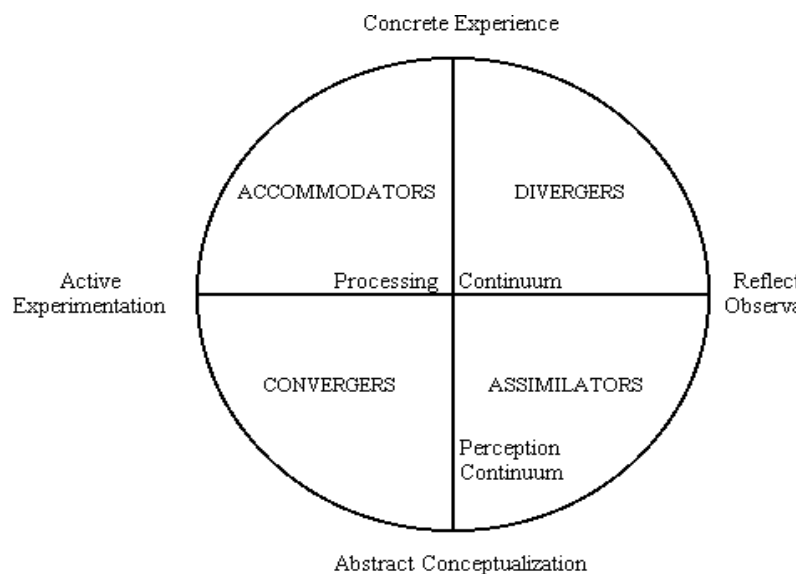 Concrete Experience
ACCOMMODATORS
DIVERGERS
Active
Experimentation
Processing
Continuum
CONVERGERS
ASSIMILATORS
Perception
Continuum
Abstract Conceptualization